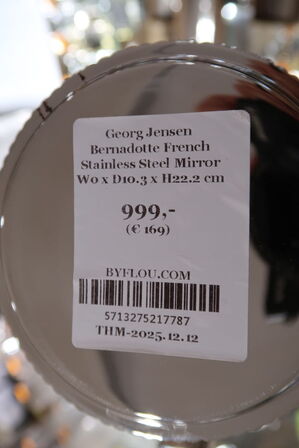 Georg Jensen
Bernadotte French
Stainless Steel Mirror
W0 x D10.3 x H22.2 cm
999,-
(€ 169)
BYFLOU.COM
5713275217787
THM-2025.12.12